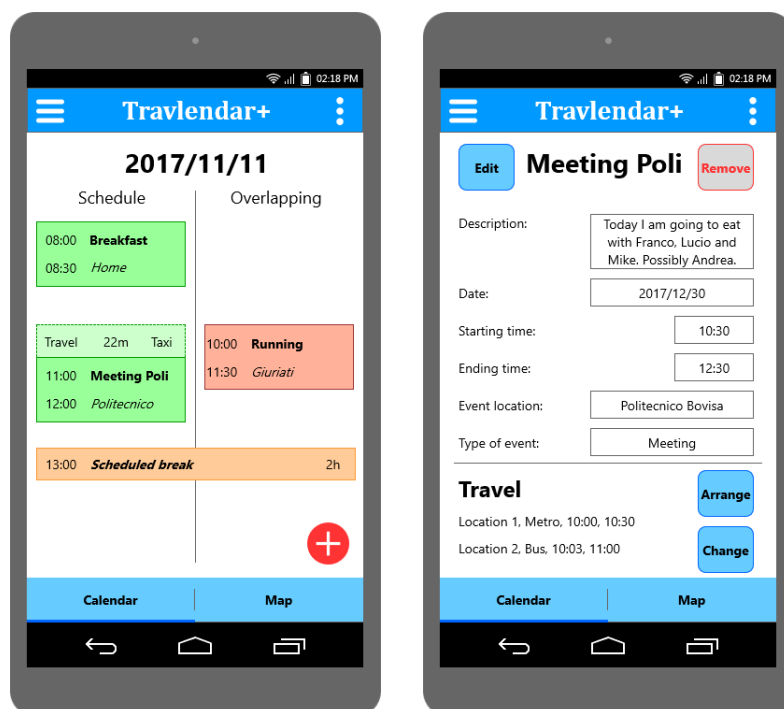 02:18 PM
Travlendar+
2017/11/11
Schedule Overlapping
08:00 Breakfast
08:30 Home
Travel 22m Taxi
11:00 Meeting Poli
12:00 Politecnico
10:00 Running
11:30 Giuriati
13:00 Scheduled break 2h
Calendar Map
02:18 PM
Travlendar+
Edit Meeting Poli Remove
Description:
Today I am going to eat
with Franco, Lucio and
Mike. Possibly Andrea.
Date: 2017/12/30
Starting time: 10:30
Ending time: 12:30
Event location: Politecnico Bovisa
Type of event: Meeting
Travel
Arrange
Location 1, Metro, 10:00, 10:30
Location 2, Bus, 10:03, 11:00
Change
Calendar Map